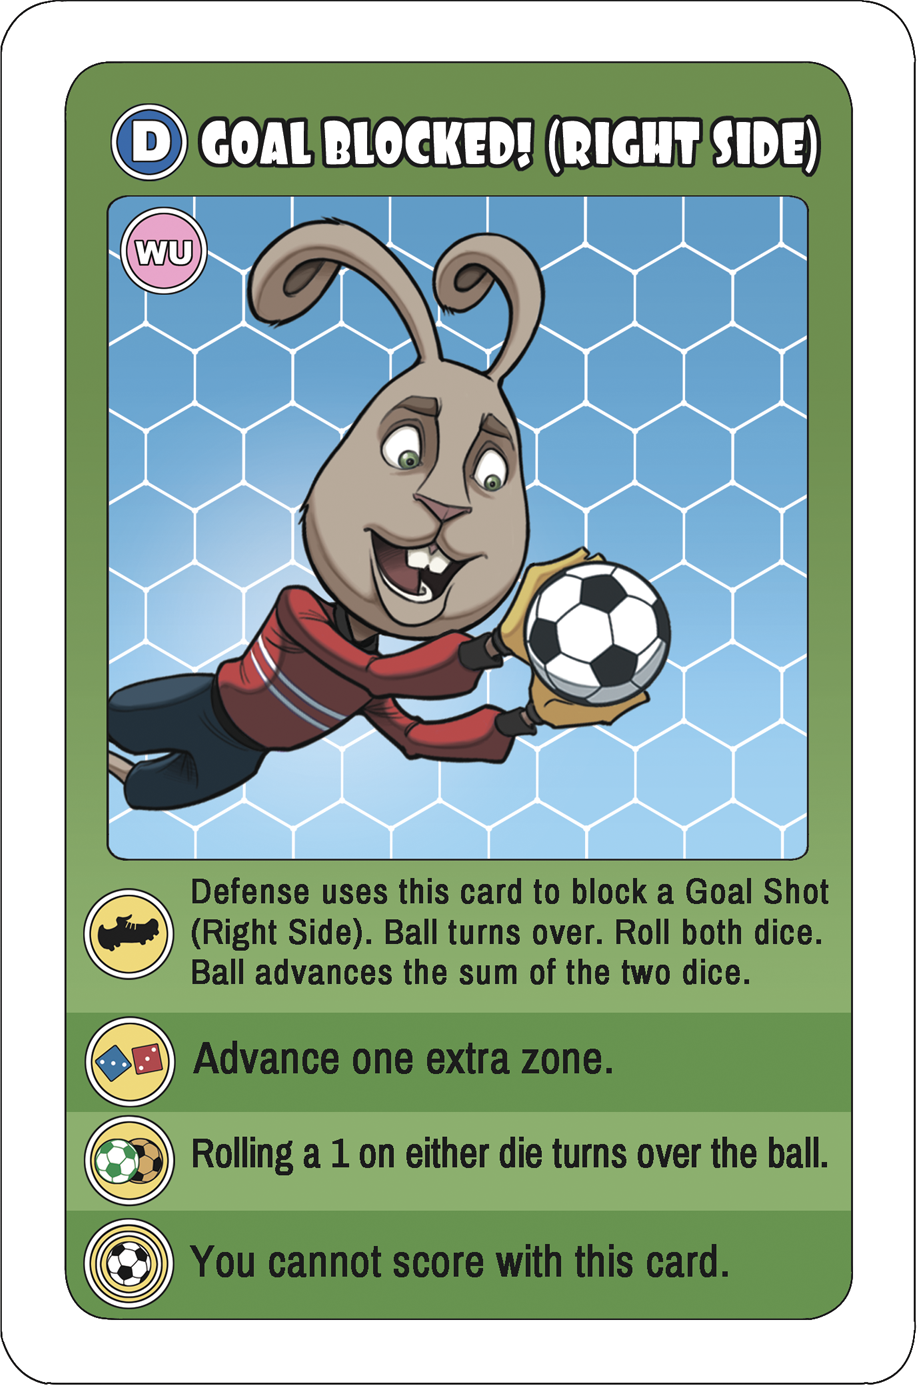 D GOAL BLOCKED! (RIGHT SIDE)
WU
Defense uses this card to block a Goal Shot
(Right Side). Ball turns over. Roll both dice.
Ball advances the sum of the two dice.
Advance one extra zone.
Rolling a 1 on either die turns over the ball.
You cannot score with this card.